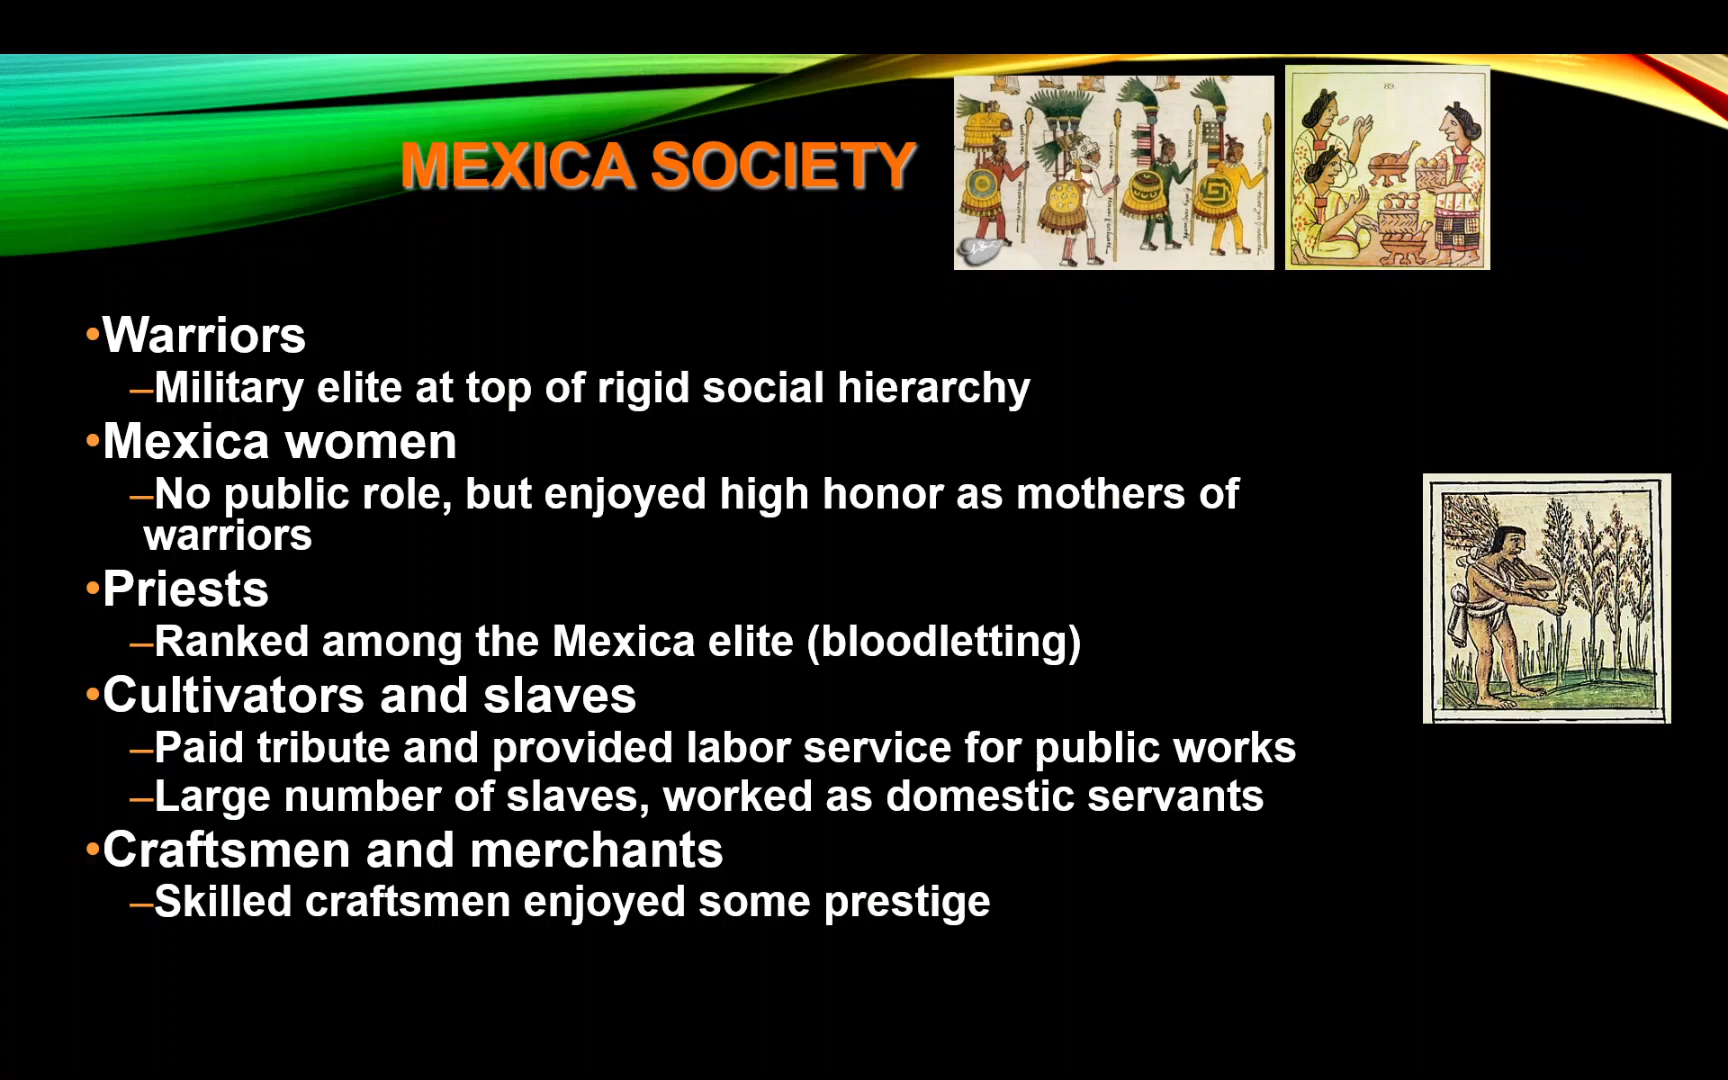 MEXICA SOCIETY
89.
•Warriors
–Military elite at top of rigid social hierarchy
•Mexica women
–No public role, but enjoyed high honor as mothers of
warriors
•Priests
–Ranked among the Mexica elite (bloodletting)
•Cultivators and slaves
–Paid tribute and provided labor service for public works
–Large number of slaves, worked as domestic servants
•Craftsmen and merchants
–Skilled craftsmen enjoyed some prestige